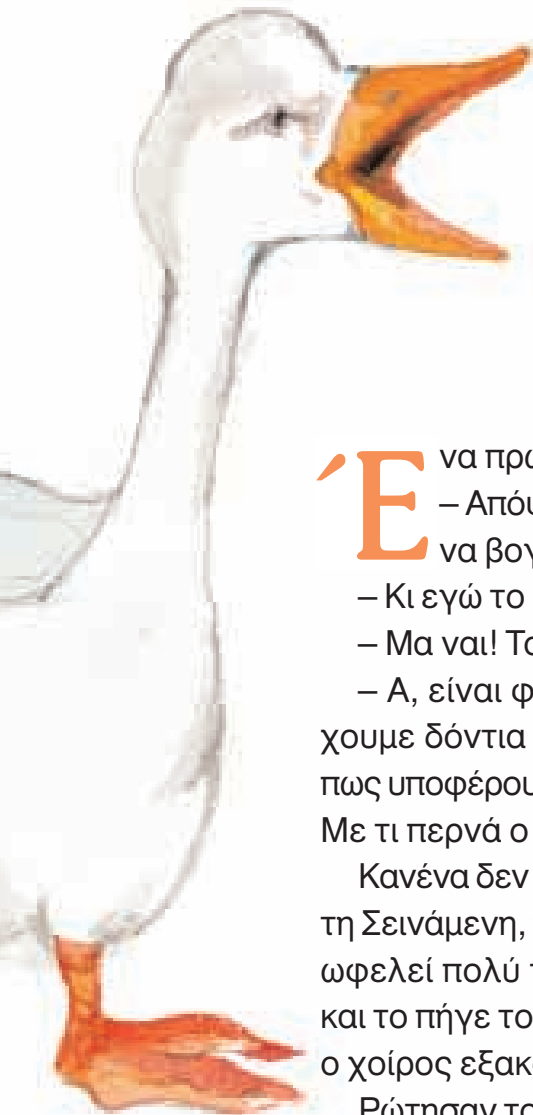 Ένα πρω
– Απόψ
να βογ
– Κι εγώ το
– Μα ναι! Το
– Α, είναι φ
χουμε δόντια
πως υποφέρου
Με τι περνά ο
Κανένα δεν
τη Σεινάμενη,
ωφελεί πολύ τ
και το πήγε το
ο χοίρος εξακ
Ρώτησαν το